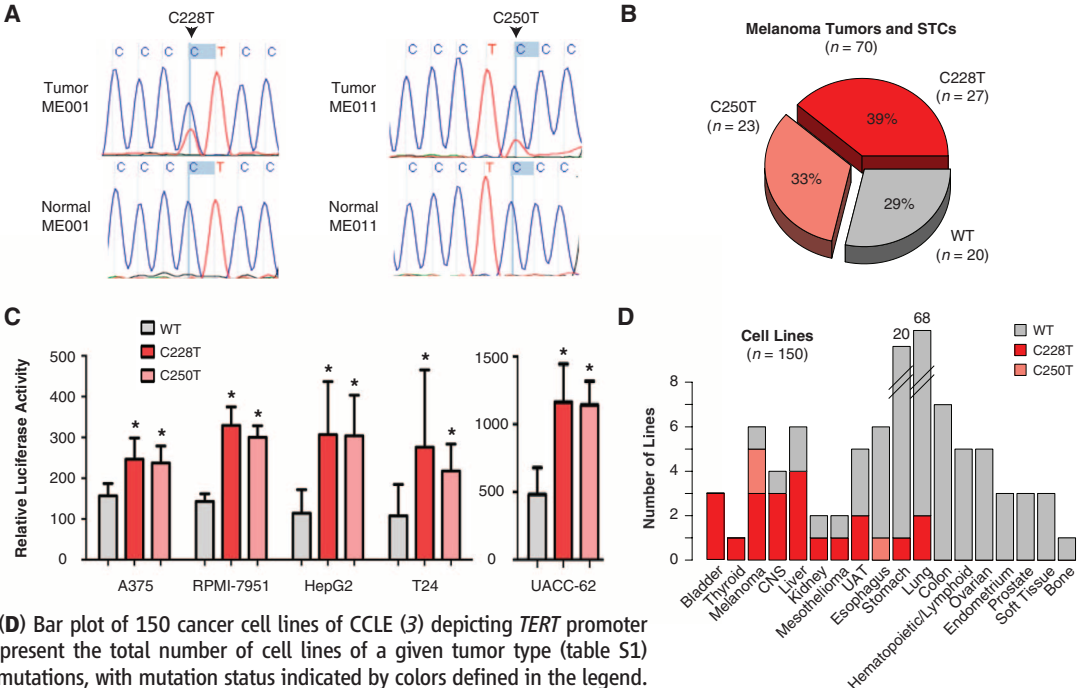 A
C228T
C250T
C C C C T C C
C C C T C C C
Tumor
ME001
Tumor
ME011
C C C C T C C
C C C T C C C
Normal
ME001
Normal
ME011
B
Melanoma Tumors and STCs
(n = 70)
C228T
(n = 27)
C250T
(n = 23)
39%
33%
29%
WT
(n = 20)
C
WT
C228T
C250T
Relative Luciferase Activity
500
400
300
200
100
0
* * * * * * * *
A375 RPMI-7951 HepG2 T24
1500
1000
500
0
* *
UACC-62
D
Cell Lines
(n = 150)
20
68
WT
C228T
C250T
Number of Lines
8
6
4
2
0
Bladder
Thyroid
Melanoma
CNS
Liver
Kidney
Mesothelioma
UAT
Esophagus
Stomach
Lung
Colon
Hematopoietic/Lymphoid
Ovarian
Endometrium
Prostate
Soft Tissue
Bone
(D) Bar plot of 150 cancer cell lines of CCLE (3) depicting TERT promoter
present the total number of cell lines of a given tumor type (table S1)
mutations, with mutation status indicated by colors defined in the legend.